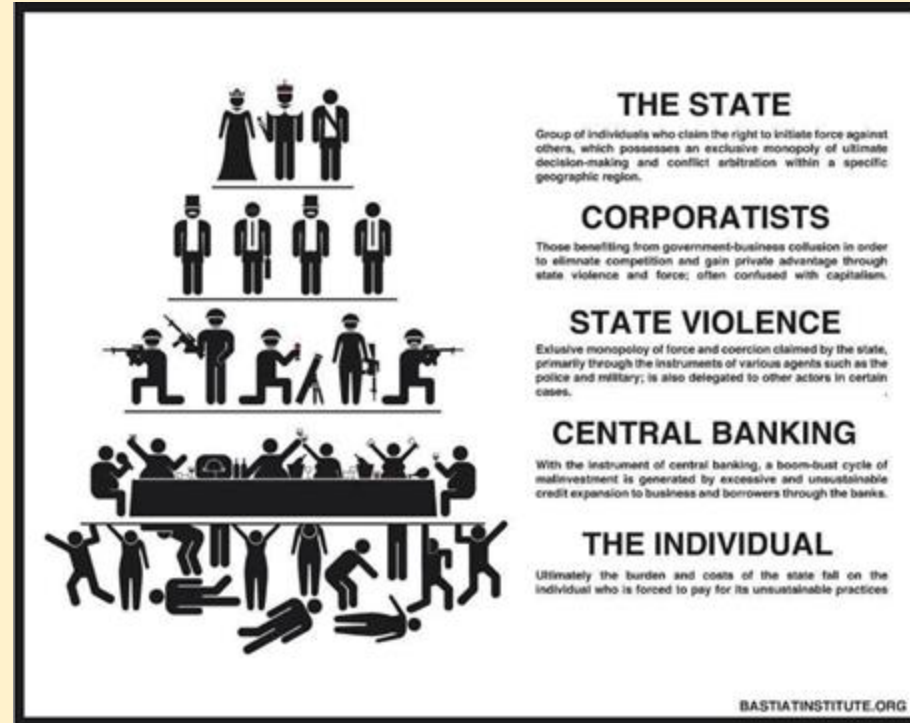 THE STATE
Group of individuals who claim the right to initiate force against
others, which possesses an exclusive monopoly of ultimate
decision-making and conflict arbitration within a specific
geographic region.
CORPORATISTS
Those benefiting from government-business collusion in order
to elimnate competition and gain private advantage through
state violence and force; often confused with capitalism.
STATE VIOLENCE
Exlusive monopoloy of force and coercion claimed by the state,
primarily through the instruments of various agents such as the
police and military; is also delegated to other actors in certain
cases.
CENTRAL BANKING
With the instrument of central banking, a boom-bust cycle of
malinvestment is generated by excessive and unsustainable
credit expansion to business and borrowers through the banks.
THE INDIVIDUAL
Ultimately the burden and costs of the state fall on the
individual who is forced to pay for its unsustainable practices
BASTIATINSTITUTE.ORG